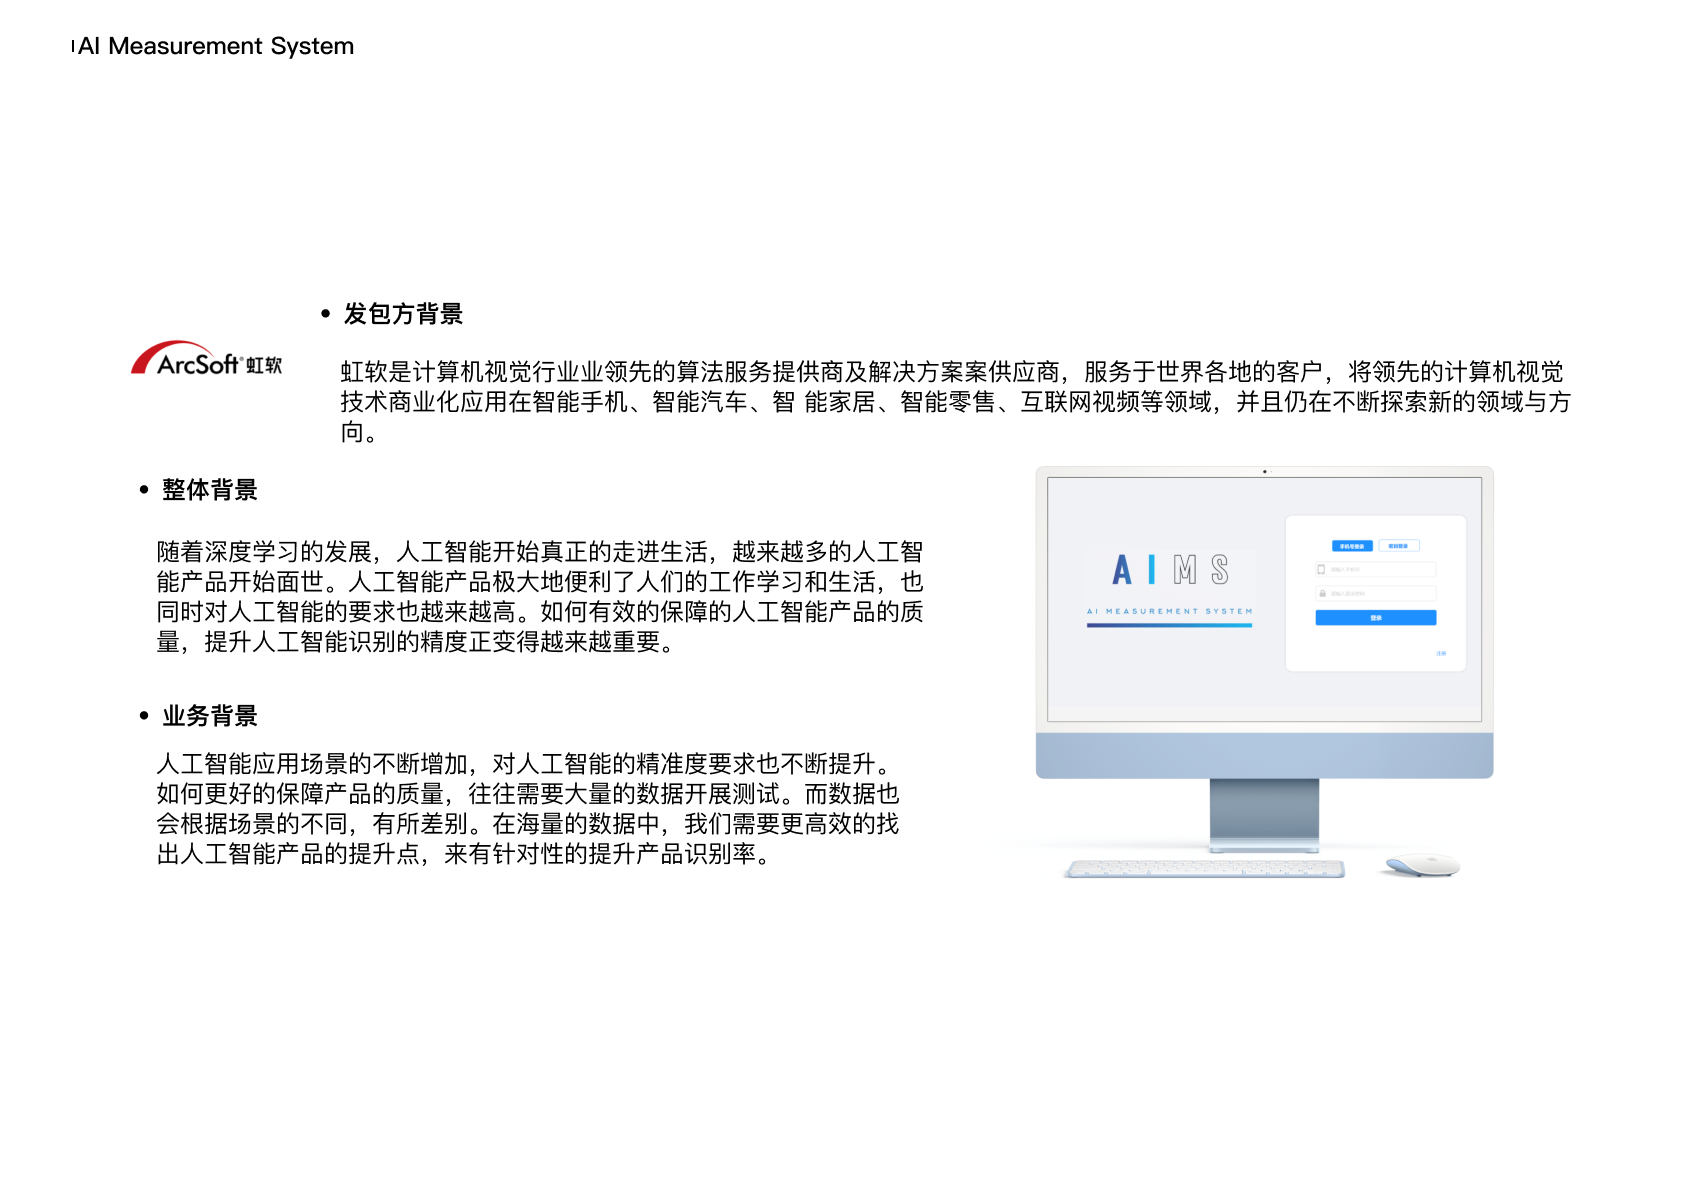 AI Measurement System
发包方背景
ArcSoft 虹软
虹软是计算机视觉行业业领先的算法服务提供商及解决方案案供应商，服务于世界各地的客户，将领先的计算机视觉
技术商业化应用在智能手机、智能汽车、智 能家居、智能零售、互联网视频等领域，并且仍在不断探索新的领域与方
向。
整体背景
随着深度学习的发展，人工智能开始真正的走进生活，越来越多的人工智
能产品开始面世。人工智能产品极大地便利了人们的工作学习和生活，也
同时对人工智能的要求也越来越高。如何有效的保障的人工智能产品的质
量，提升人工智能识别的精度正变得越来越重要。
业务背景
人工智能应用场景的不断增加，对人工智能的精准度要求也不断提升。
如何更好的保障产品的质量，往往需要大量的数据开展测试。而数据也
会根据场景的不同，有所差别。在海量的数据中，我们需要更高效的找
出人工智能产品的提升点，来有针对性的提升产品识别率。
AIMS
AI MEASUREMENT SYSTEM
手机号登录
密码登录
登录
注册